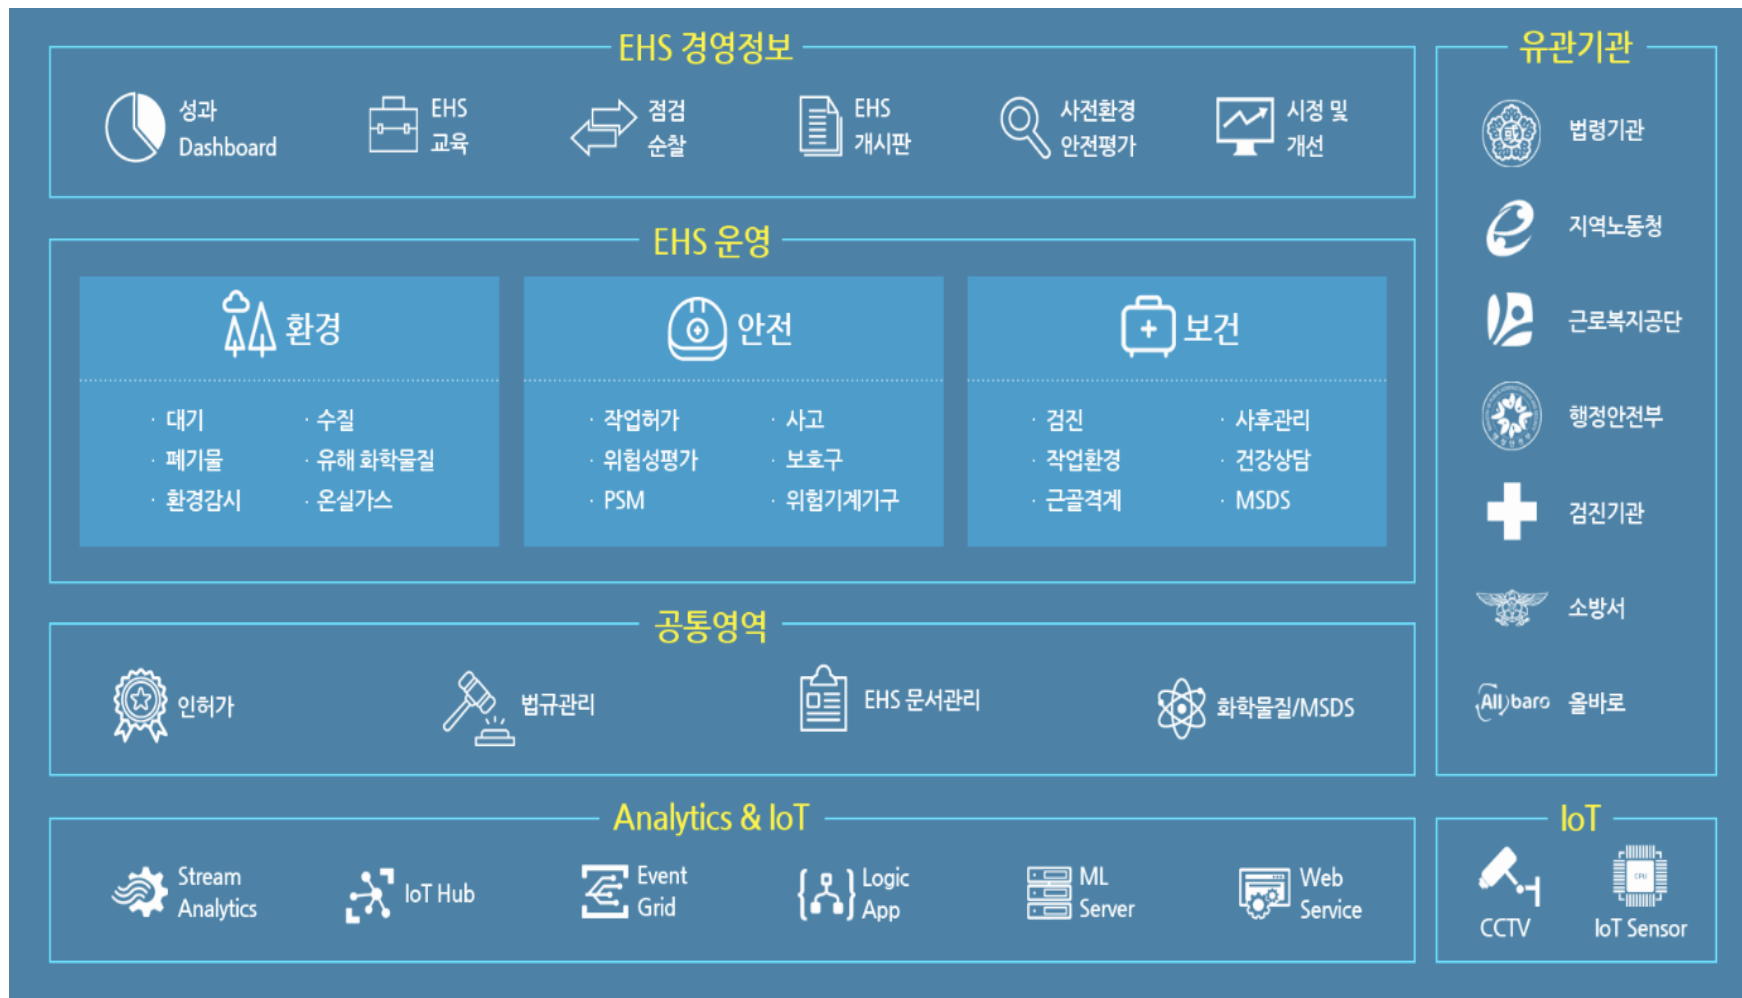 EHS 경영정보
성과
Dashboard
EHS
교육
점검
순찰
EHS
개시판
사전환경
안전평가
시정 및
개선
EHS 운영
환경
· 대기
· 수질
· 폐기물
· 유해 화학물질
· 환경감시
· 온실가스
안전
· 작업허가
· 사고
· 위험성평가
· 보호구
· PSM
· 위험기계기구
보건
· 검진
· 사후관리
· 작업환경
· 건강상담
· 근골격계
· MSDS
공통영역
인허가
법규관리
EHS 문서관리
화학물질/MSDS
Analytics & IoT
Stream
Analytics
IoT Hub
Event
Grid
Logic
App
ML
Server
Web
Service
유관기관
법령기관
지역노동청
근로복지공단
행정안전부
검진기관
소방서
Allbaro
올바로
IoT
CCTV
CPU
IoT Sensor